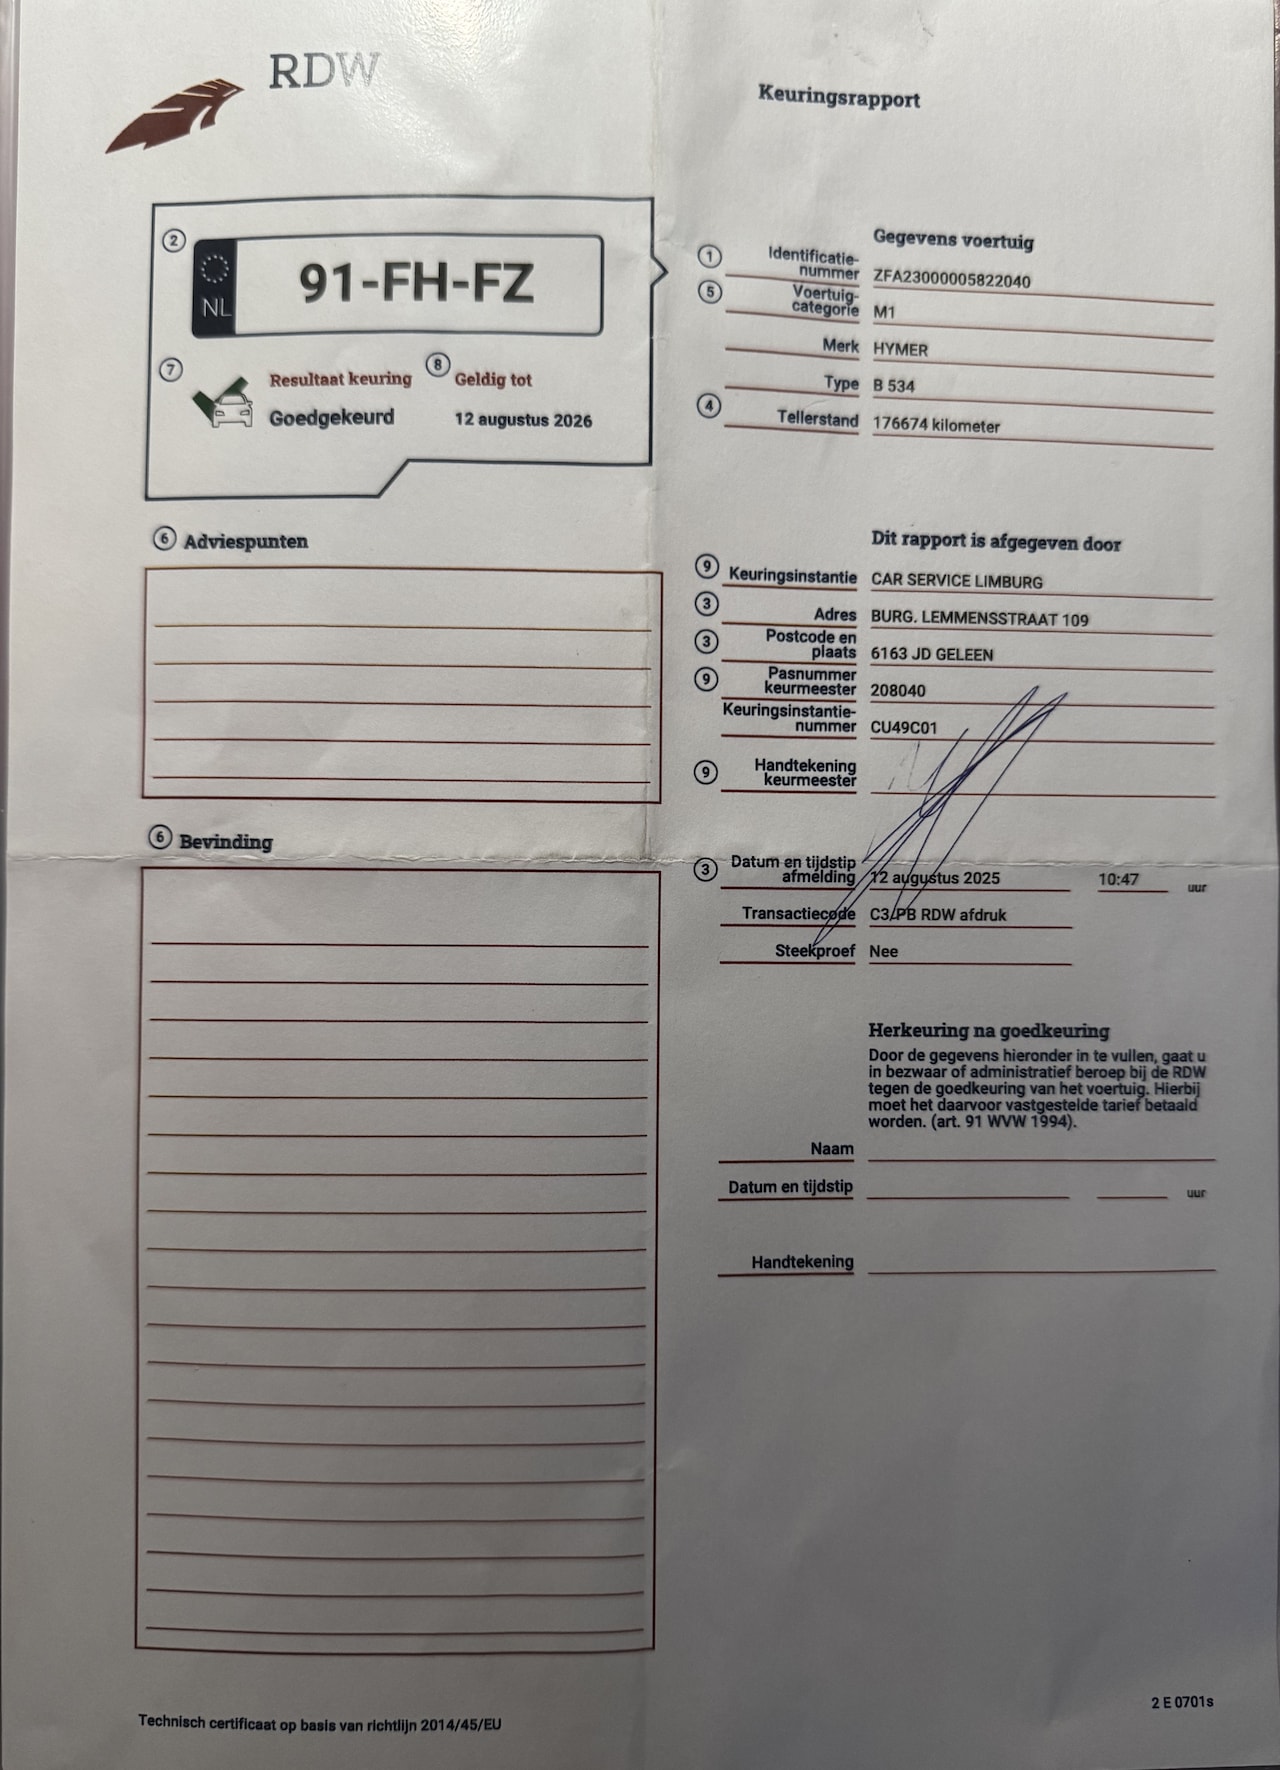 RDW
Keuringsrapport
2
NL
91-FH-FZ
7
Resultaat keuring
Goedgekeurd
8
Geldig tot
12 augustus 2026
Gegevens voertuig
1 Identificatie-
nummer ZFA23000005822040
5 Voertuig-
categorie M1
Merk HYMER
Type B 534
4 Tellerstand 176674 kilometer
6 Adviespunten
Dit rapport is afgegeven door
9 Keuringsinstantie CAR SERVICE LIMBURG
3 Adres BURG. LEMMENSSTRAAT 109
3 Postcode en
plaats 6163 JD GELEEN
9 Pasnummer
keurmeester 208040
Keuringsinstantie-
nummer CU49C01
9 Handtekening
keurmeester
6 Bevinding
3 Datum en tijdstip
afmelding 12 augustus 2025 10:47 uur
Transactiecode C3/PB RDW afdruk
Steekproef Nee
Herkeuring na goedkeuring
Door de gegevens hieronder in te vullen, gaat u
in bezwaar of administratief beroep bij de RDW
tegen de goedkeuring van het voertuig. Hierbij
moet het daarvoor vastgestelde tarief betaald
worden. (art. 91 WVW 1994).
Naam
Datum en tijdstip uur
Handtekening
2 E 0701s
Technisch certificaat op basis van richtlijn 2014/45/EU